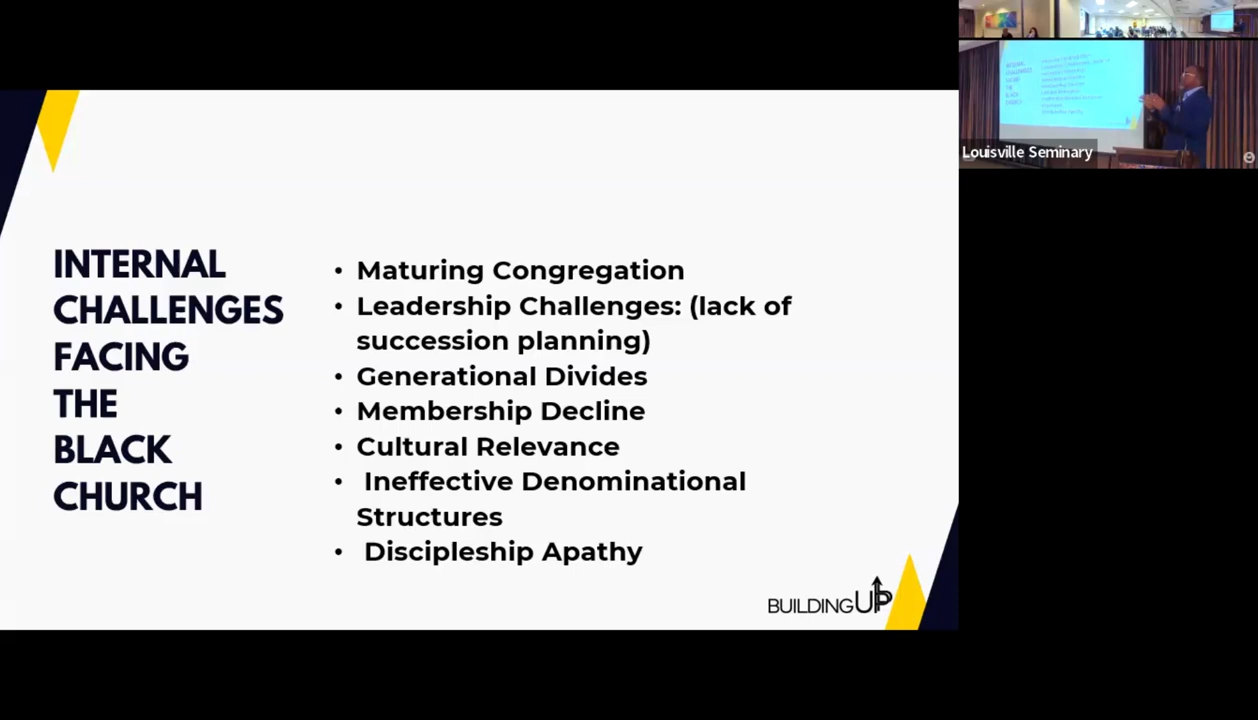 Louisville Seminary
INTERNAL
CHALLENGES
FACING
THE
BLACK
CHURCH
• Maturing Congregation
• Leadership Challenges: (lack of
succession planning)
• Generational Divides
• Membership Decline
• Cultural Relevance
• Ineffective Denominational
Structures
• Discipleship Apathy
BUILDINGUP